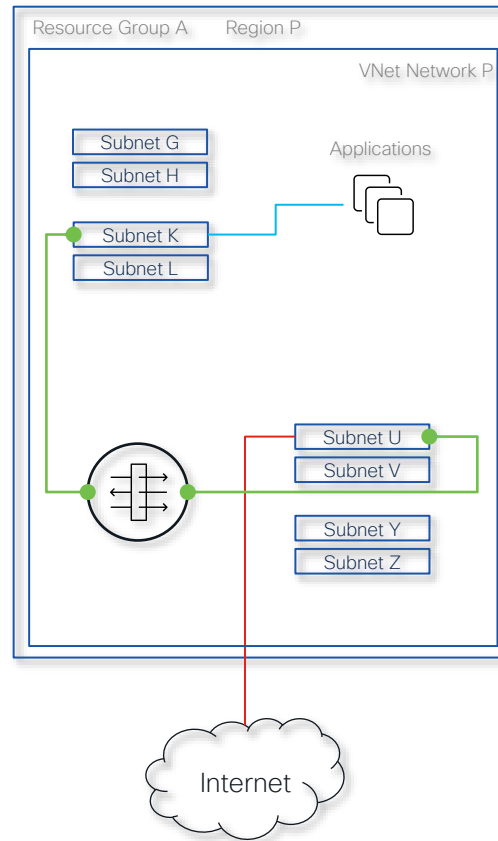 Resource Group A
Region P
VNet Network P
Subnet G
Subnet H
Applications
Subnet K
Subnet L
Subnet U
Subnet V
Subnet Y
Subnet Z
Internet